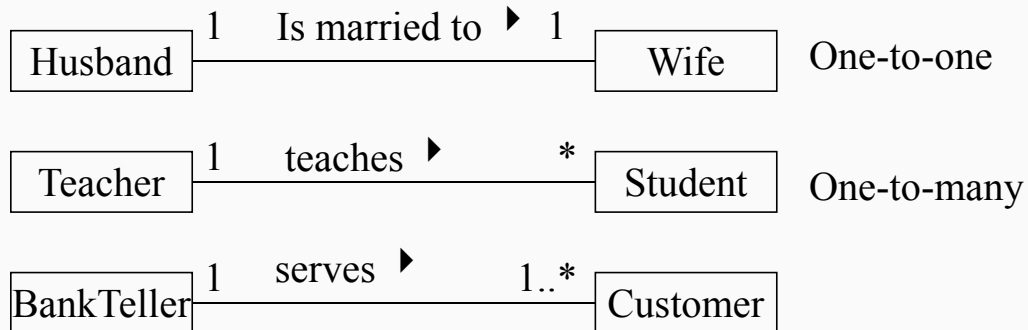 1 Is married to ▶ 1
Husband Wife One-to-one
1 teaches ▶ *
Teacher Student One-to-many
1 serves ▶ 1..*
BankTeller Customer